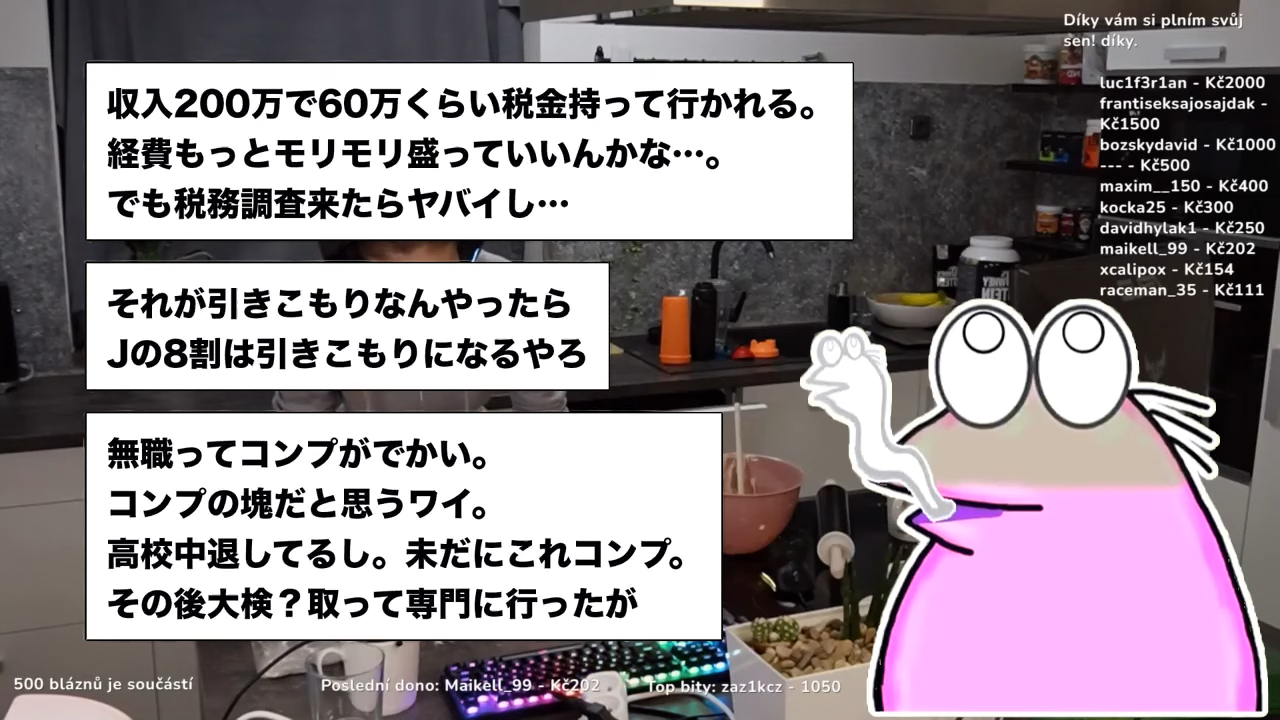 Díky vám si plním svůj
sen! díky.
luc1f3r1an - Kč2000
frantiseksajosajdak -
Kč1500
bozskydavid - Kč1000
--- - Kč500
maxim__150 - Kč400
kocka25 - Kč300
davidhylak1 - Kč250
maikell_99 - Kč202
xcalipox - Kč154
raceman_35 - Kč111
収入200万で60万くらい税金持って行かれる。
経費もっとモリモリ盛っていいんかな…。
でも税務調査来たらヤバイし…
それが引きこもりなんやったら
Jの8割は引きこもりになるやろ
無職ってコンプがでかい。
コンプの塊だと思うワイ。
高校中退してるし。未だにこれコンプ。
その後大検？取って専門に行ったが
500 bláznů je součástí
Poslední dono: Maikell_99 - Kč202
Top bity: zaz1kcz - 1050